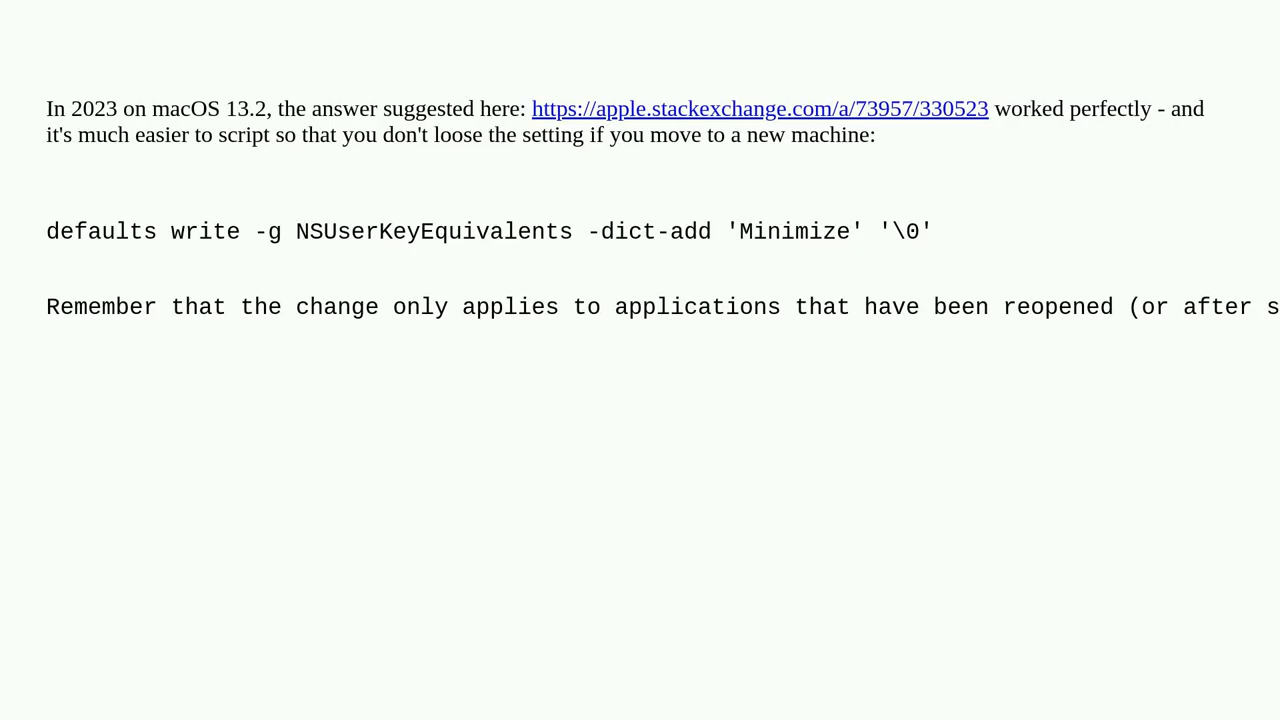 In 2023 on macOS 13.2, the answer suggested here: https://apple.stackexchange.com/a/73957/330523 worked perfectly - and
it's much easier to script so that you don't loose the setting if you move to a new machine:
defaults write -g NSUserKeyEquivalents -dict-add 'Minimize' '\0'
Remember that the change only applies to applications that have been reopened (or after